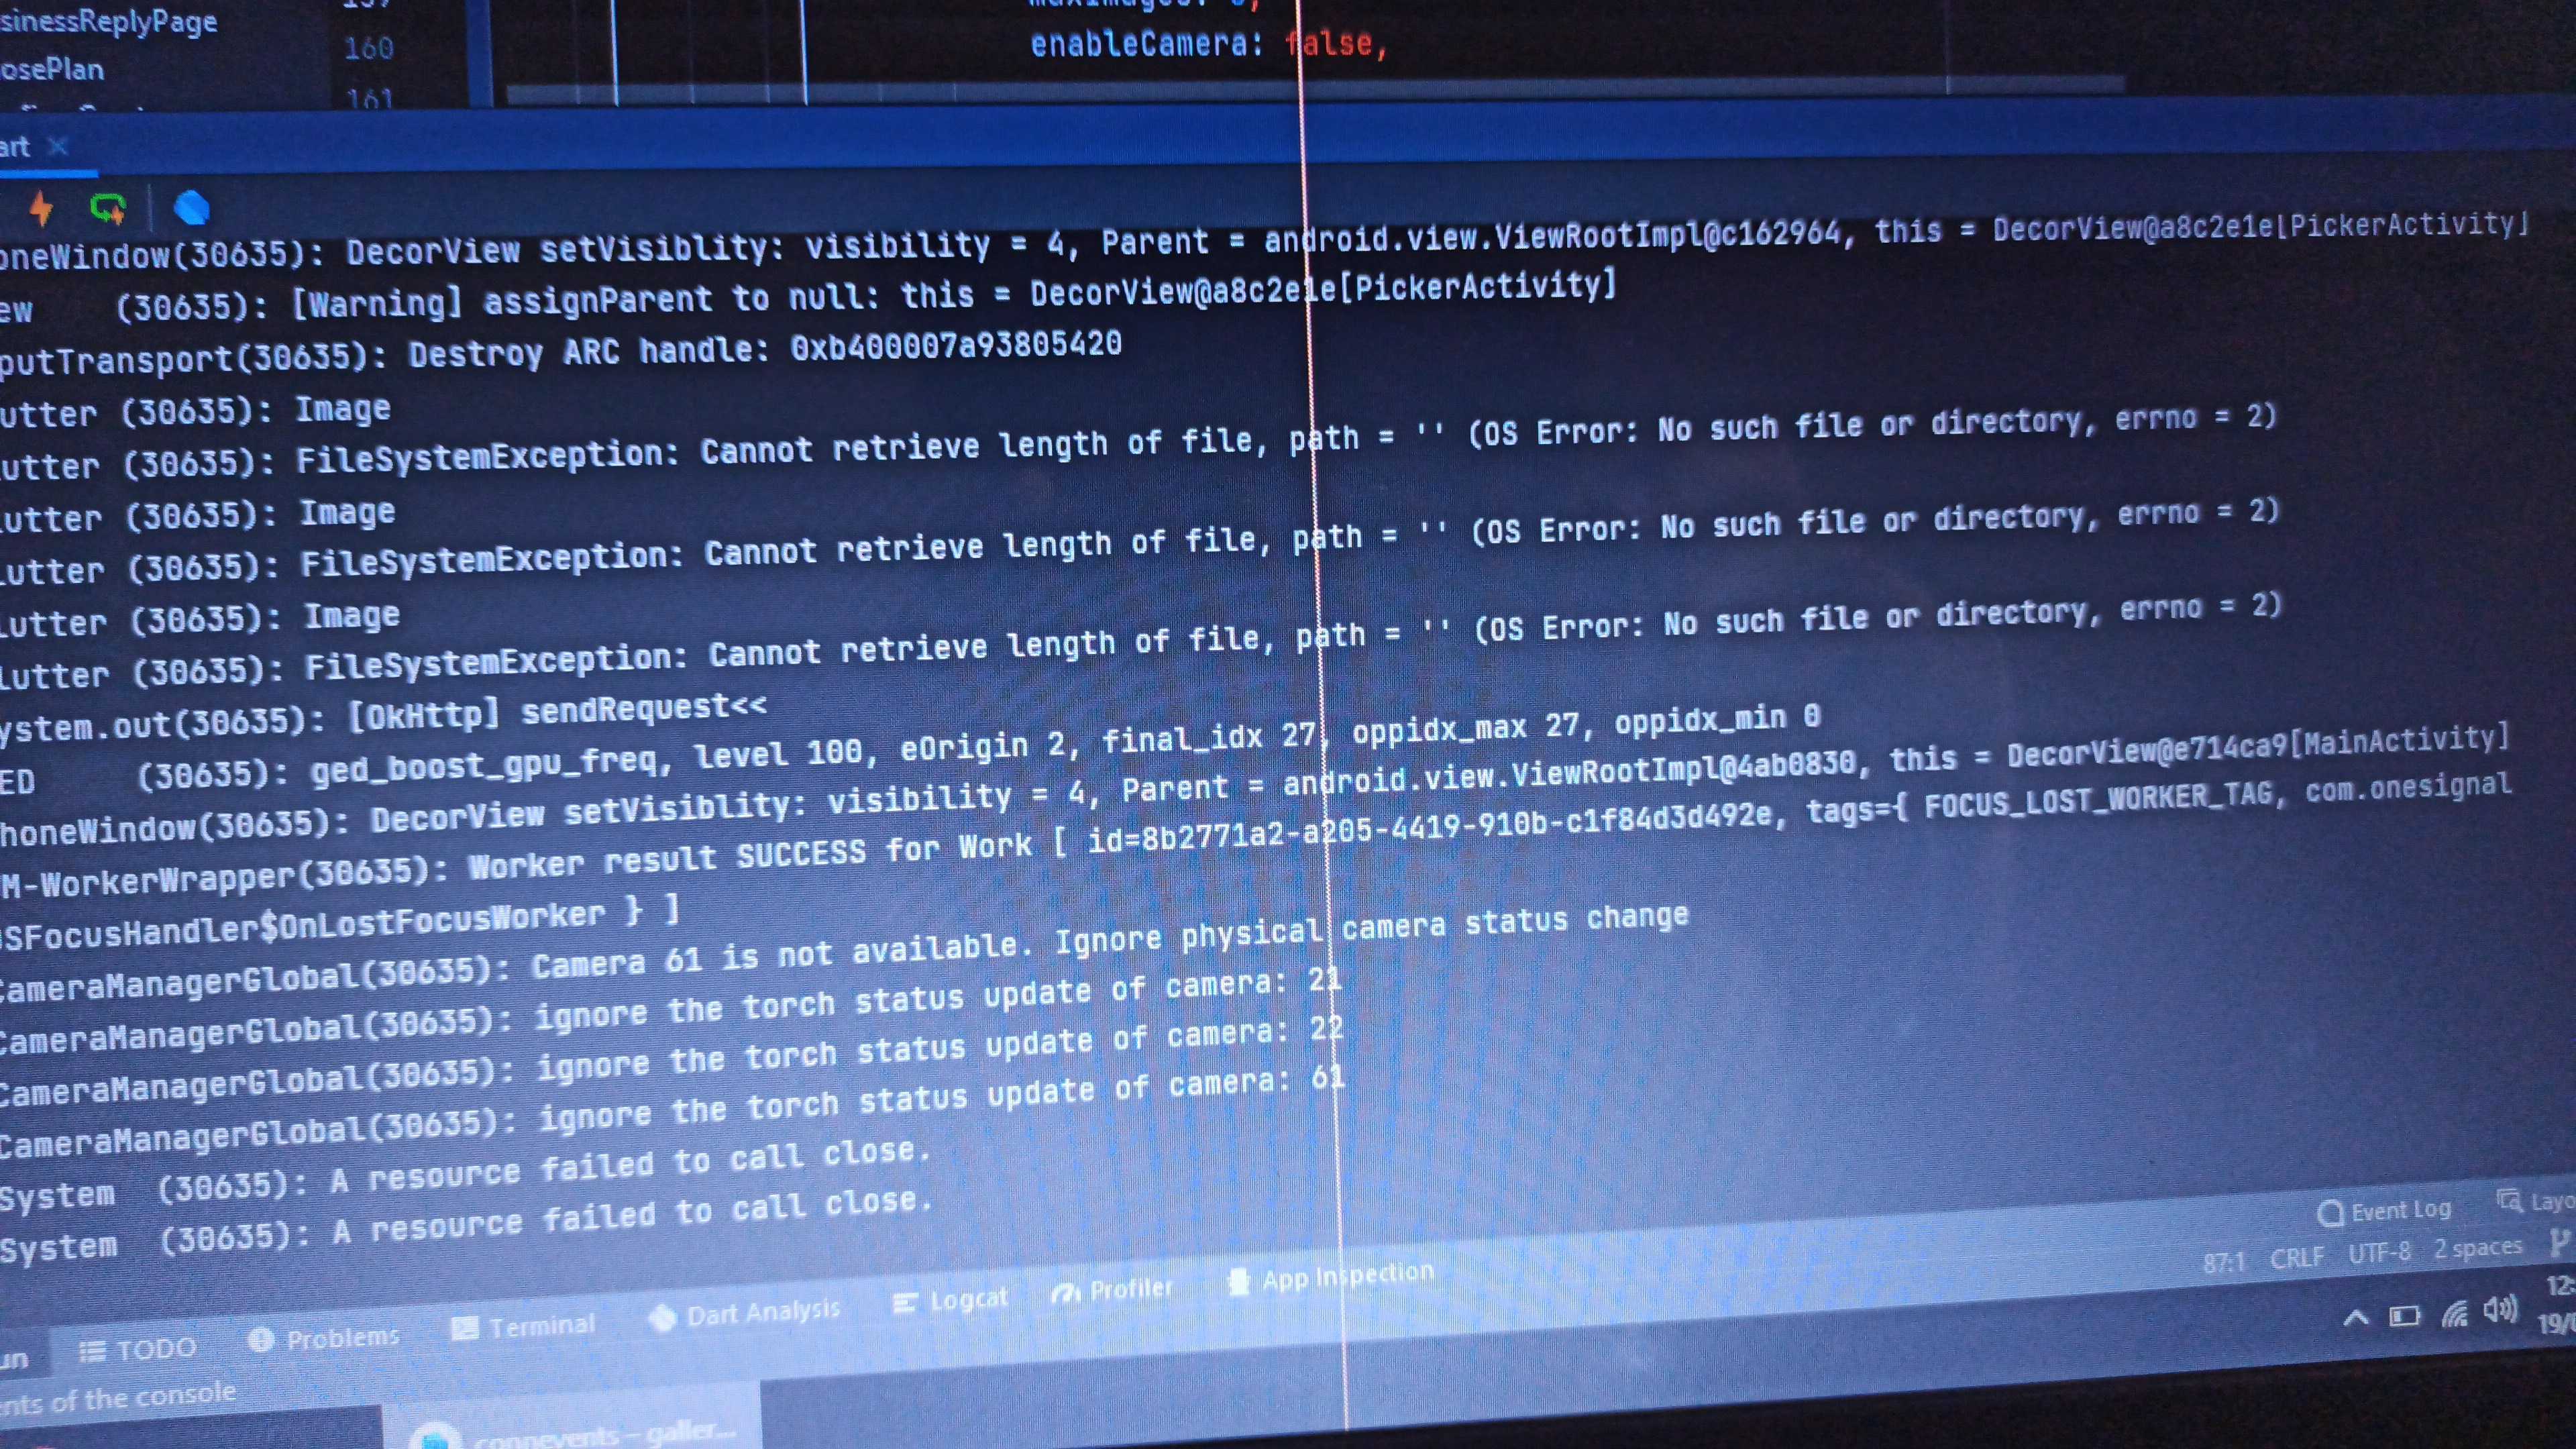 sinessReplyPage
osePlan
160
161
enableCamera: false,
art
oneWindow(30635): DecorView setVisiblity: visibility = 4, Parent = android.view.ViewRootImpl@c162964, this = DecorView@a8c2e1e[PickerActivity]
ew (30635): [Warning] assignParent to null: this = DecorView@a8c2e1e[PickerActivity]
putTransport(30635): Destroy ARC handle: 0xb400007a93805420
utter (30635): Image
utter (30635): FileSystemException: Cannot retrieve length of file, path = '' (OS Error: No such file or directory, errno = 2)
utter (30635): Image
lutter (30635): FileSystemException: Cannot retrieve length of file, path = '' (OS Error: No such file or directory, errno = 2)
lutter (30635): Image
lutter (30635): FileSystemException: Cannot retrieve length of file, path = '' (OS Error: No such file or directory, errno = 2)
ystem.out(30635): [OkHttp] sendRequest<<
ED (30635): ged_boost_gpu_freq, level 100, eOrigin 2, final_idx 27, oppidx_max 27, oppidx_min 0
honeWindow(30635): DecorView setVisiblity: visibility = 4, Parent = android.view.ViewRootImpl@4ab0830, this = DecorView@e714ca9[MainActivity]
M-WorkerWrapper(30635): Worker result SUCCESS for Work [ id=8b2771a2-a205-4419-910b-c1f84d3d492e, tags={ FOCUS_LOST_WORKER_TAG, com.onesignal
SFocusHandler$OnLostFocusWorker } ]
CameraManagerGlobal(30635): Camera 61 is not available. Ignore physical camera status change
CameraManagerGlobal(30635): ignore the torch status update of camera: 21
CameraManagerGlobal(30635): ignore the torch status update of camera: 22
CameraManagerGlobal(30635): ignore the torch status update of camera: 61
System (30635): A resource failed to call close.
System (30635): A resource failed to call close.
Event Log Layo
87:1 CRLF UTF-8 2 spaces
un TODO Problems Terminal Dart Analysis Logcat Profiler App Inspection
nts of the console
12:
19/0
connevents – galler...